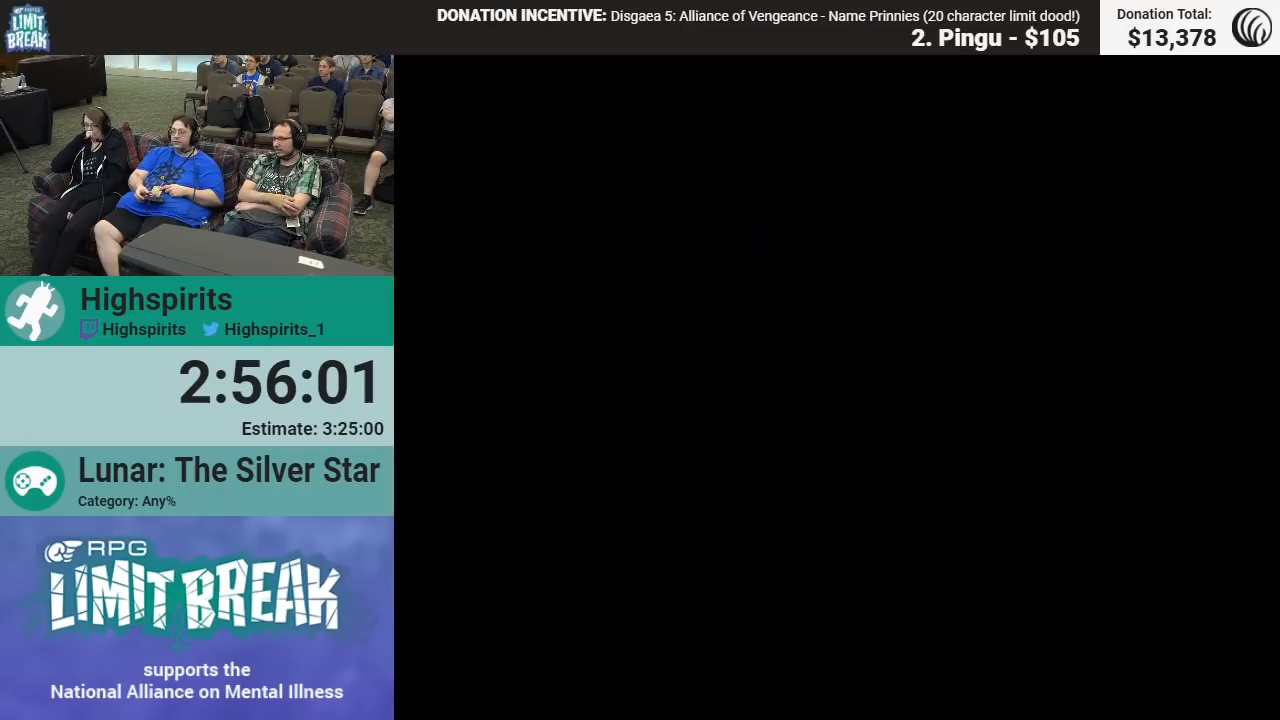 RPG
LIMIT
BREAK
DONATION INCENTIVE: Disgaea 5: Alliance of Vengeance - Name Prinnies (20 character limit dood!)
2. Pingu - $105
Donation Total:
$13,378
Highspirits
Highspirits Highspirits_1
2:56:01
Estimate: 3:25:00
Lunar: The Silver Star
Category: Any%
RPG
LIMIT BREAK
supports the
National Alliance on Mental Illness